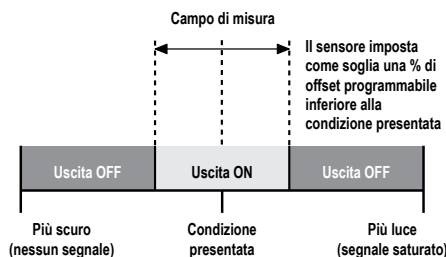 Campo di misura
Il sensore imposta
come soglia una % di
offset programmabile
inferiore alla
condizione presentata
Uscita OFF
Uscita ON
Uscita OFF
Più scuro
(nessun segnale)
Condizione
presentata
Più luce
(segnale saturato)